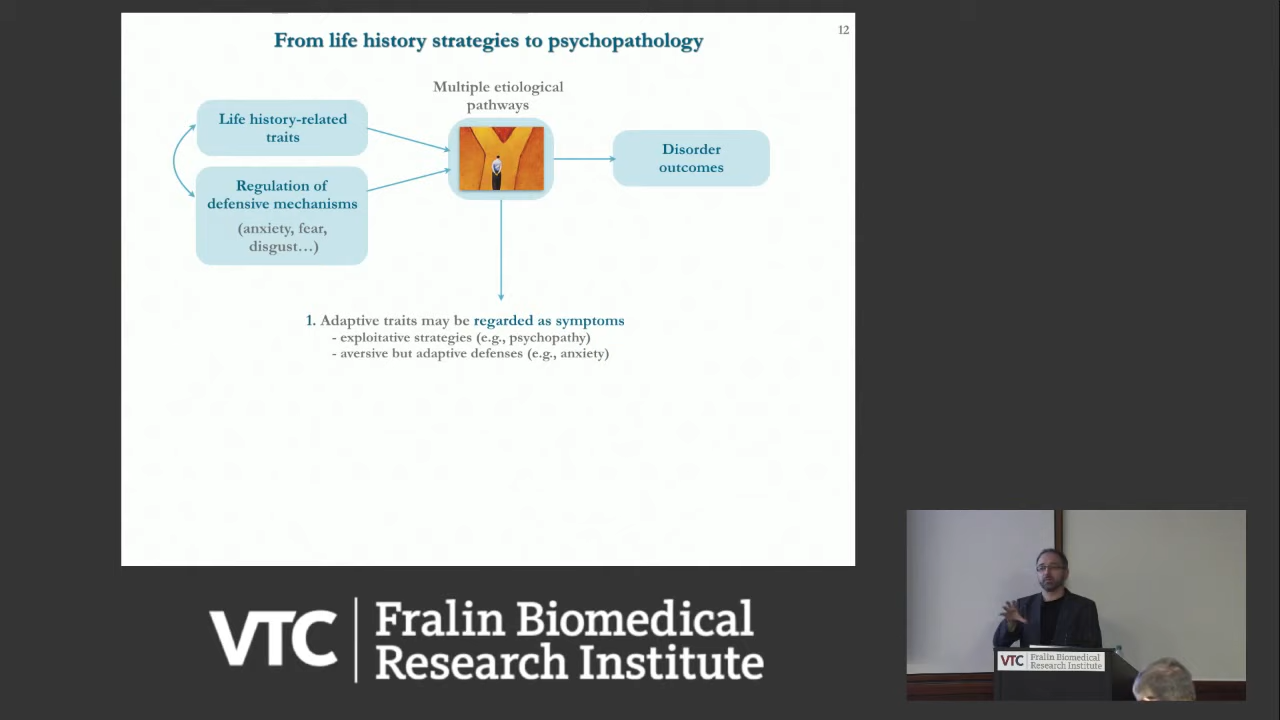 12
From life history strategies to psychopathology
Multiple etiological
pathways
Life history-related
traits
Regulation of
defensive mechanisms
(anxiety, fear,
disgust…)
Disorder
outcomes
1. Adaptive traits may be regarded as symptoms
- exploitative strategies (e.g., psychopathy)
- aversive but adaptive defenses (e.g., anxiety)
VTC
Fralin Biomedical
Research Institute
VTC
Fralin Biomedical
Research Institute